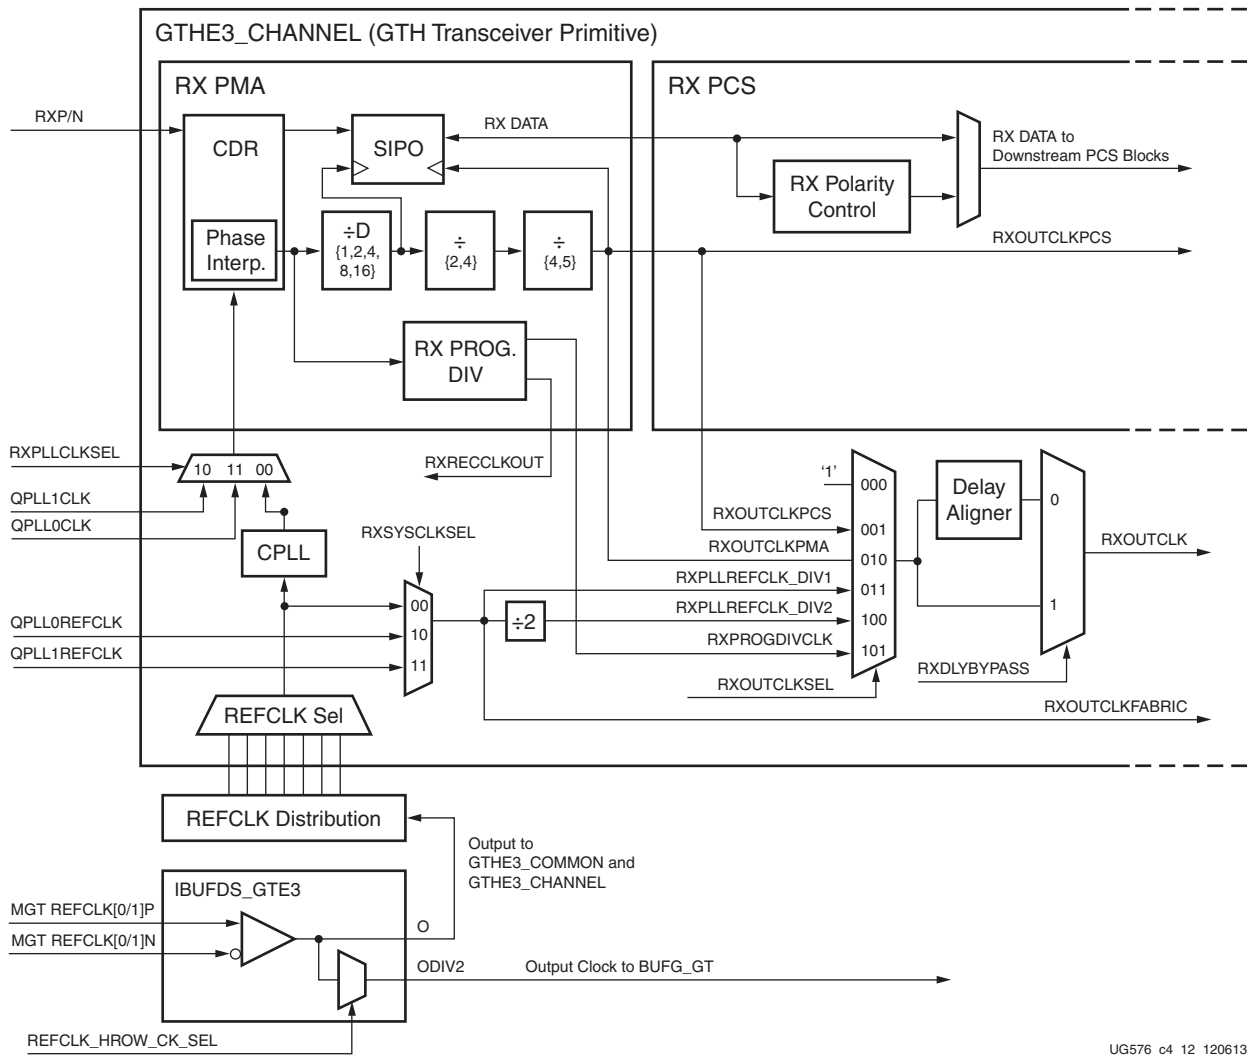 GTHE3_CHANNEL (GTH Transceiver Primitive)
RX PMA
RX PCS
RXP/N
CDR
SIPO
RX DATA
RX DATA to
Downstream PCS Blocks
RX Polarity
Control
Phase
Interp.
÷D
{1,2,4,
8,16}
÷
{2,4}
÷
{4,5}
RXOUTCLKPCS
RX PROG.
DIV
RXPLLCLKSEL
10 11 00
RXRECCLKOUT
QPLL1CLK
QPLL0CLK
CPLL
RXSYSCLKSEL
'1'
000
RXOUTCLKPCS
001
RXOUTCLKPMA
010
RXPLLREFCLK_DIV1
011
RXPLLREFCLK_DIV2
100
RXPROGDIVCLK
101
Delay
Aligner
0
1
RXOUTCLK
QPLL0REFCLK
QPLL1REFCLK
00
10
11
÷2
RXOUTCLKSEL
RXDLYBYPASS
RXOUTCLKFABRIC
REFCLK Sel
REFCLK Distribution
Output to
GTHE3_COMMON and
GTHE3_CHANNEL
IBUFDS_GTE3
MGT REFCLK[0/1]P
MGT REFCLK[0/1]N
O
ODIV2
Output Clock to BUFG_GT
REFCLK_HROW_CK_SEL
UG576_c4_12_120613